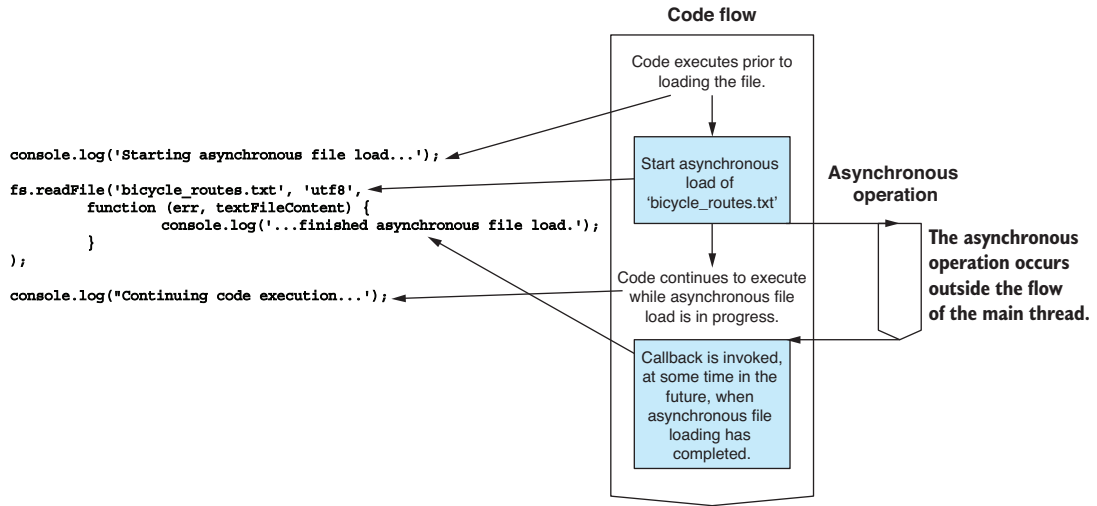 Code flow
Code executes prior to
loading the file.
console.log('Starting asynchronous file load...');
fs.readFile('bicycle_routes.txt', 'utf8',
function (err, textFileContent) {
console.log('...finished asynchronous file load.');
}
);
console.log("Continuing code execution...');
Start asynchronous
load of
‘bicycle_routes.txt’
Asynchronous
operation
The asynchronous
operation occurs
outside the flow
of the main thread.
Code continues to execute
while asynchronous file
load is in progress.
Callback is invoked,
at some time in the
future, when
asynchronous file
loading has
completed.